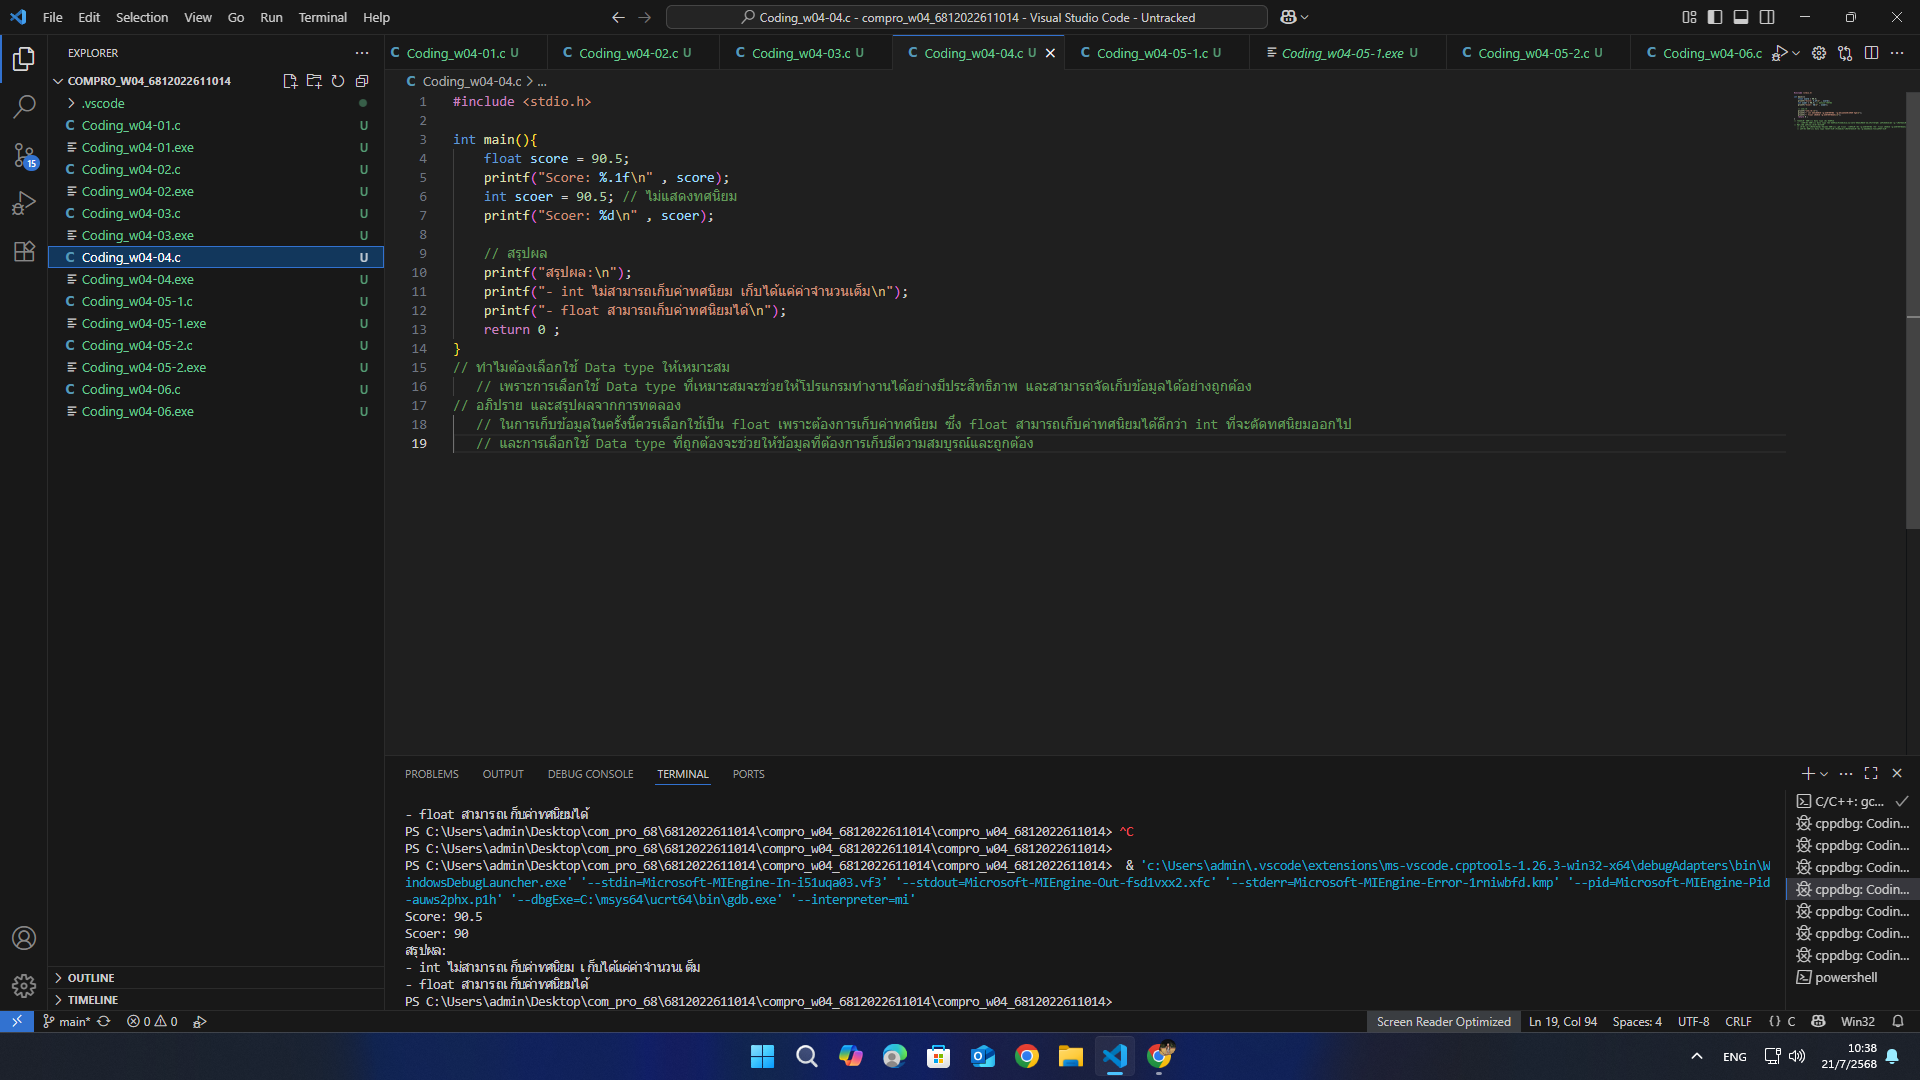 File Edit Selection View Go Run Terminal Help
Coding_w04-04.c - compro_w04_6812022611014 - Visual Studio Code - Untracked
EXPLORER
COMPRO_W04_6812022611014
.vscode
Coding_w04-01.c U
Coding_w04-01.exe U
Coding_w04-02.c U
Coding_w04-02.exe U
Coding_w04-03.c U
Coding_w04-03.exe U
Coding_w04-04.c U
Coding_w04-04.exe U
Coding_w04-05-1.c U
Coding_w04-05-1.exe U
Coding_w04-05-2.c U
Coding_w04-05-2.exe U
Coding_w04-06.c U
Coding_w04-06.exe U
15
OUTLINE
TIMELINE
C Coding_w04-01.c U C Coding_w04-02.c U C Coding_w04-03.c U C Coding_w04-04.c U C Coding_w04-05-1.c U Coding_w04-05-1.exe U C Coding_w04-05-2.c U C Coding_w04-06.c
C Coding_w04-04.c > ...
1 #include <stdio.h>
2
3 int main(){
4 float score = 90.5;
5 printf("Score: %.1f\n" , score);
6 int scoer = 90.5; // ไม่แสดงทศนิยม
7 printf("Scoer: %d\n" , scoer);
8
9 // สรุปผล
10 printf("สรุปผล:\n");
11 printf("- int ไม่สามารถเก็บค่าทศนิยม เก็บได้แค่ค่าจำนวนเต็ม\n");
12 printf("- float สามารถเก็บค่าทศนิยมได้\n");
13 return 0 ;
14 }
15 // ทำไมต้องเลือกใช้ Data type ให้เหมาะสม
16 // เพราะการเลือกใช้ Data type ที่เหมาะสมจะช่วยให้โปรแกรมทำงานได้อย่างมีประสิทธิภาพ และสามารถจัดเก็บข้อมูลได้อย่างถูกต้อง
17 // อภิปราย และสรุปผลจากการทดลอง
18 // ในการเก็บข้อมูลในครั้งนี้ควรเลือกใช้เป็น float เพราะต้องการเก็บค่าทศนิยม ซึ่ง float สามารถเก็บค่าทศนิยมได้ดีกว่า int ที่จะตัดทศนิยมออกไป
19 // และการเลือกใช้ Data type ที่ถูกต้องจะช่วยให้ข้อมูลที่ต้องการเก็บมีความสมบูรณ์และถูกต้อง
PROBLEMS OUTPUT DEBUG CONSOLE TERMINAL PORTS
- float สามารถเก็บค่าทศนิยมได้
PS C:\Users\admin\Desktop\com_pro_68\6812022611014\compro_w04_6812022611014\compro_w04_6812022611014> ^C
PS C:\Users\admin\Desktop\com_pro_68\6812022611014\compro_w04_6812022611014\compro_w04_6812022611014>
PS C:\Users\admin\Desktop\com_pro_68\6812022611014\compro_w04_6812022611014\compro_w04_6812022611014> & 'c:\Users\admin\.vscode\extensions\ms-vscode.cpptools-1.26.3-win32-x64\debugAdapters\bin\W
indowsDebugLauncher.exe' '--stdin=Microsoft-MIEngine-In-i51uqa03.vf3' '--stdout=Microsoft-MIEngine-Out-fsd1vxx2.xfc' '--stderr=Microsoft-MIEngine-Error-1rniwbfd.kmp' '--pid=Microsoft-MIEngine-Pid
-auws2phx.p1h' '--dbgExe=C:\msys64\ucrt64\bin\gdb.exe' '--interpreter=mi'
Score: 90.5
Scoer: 90
สรุปผล:
- int ไม่สามารถเก็บค่าทศนิยม เก็บได้แค่ค่าจำนวนเต็ม
- float สามารถเก็บค่าทศนิยมได้
PS C:\Users\admin\Desktop\com_pro_68\6812022611014\compro_w04_6812022611014\compro_w04_6812022611014>
C/C++: gc...
cppdbg: Codin...
cppdbg: Codin...
cppdbg: Codin...
cppdbg: Codin...
cppdbg: Codin...
cppdbg: Codin...
cppdbg: Codin...
powershell
main* 0 0
Screen Reader Optimized Ln 19, Col 94 Spaces: 4 UTF-8 CRLF {} C Win32
ENG
10:38
21/7/2568